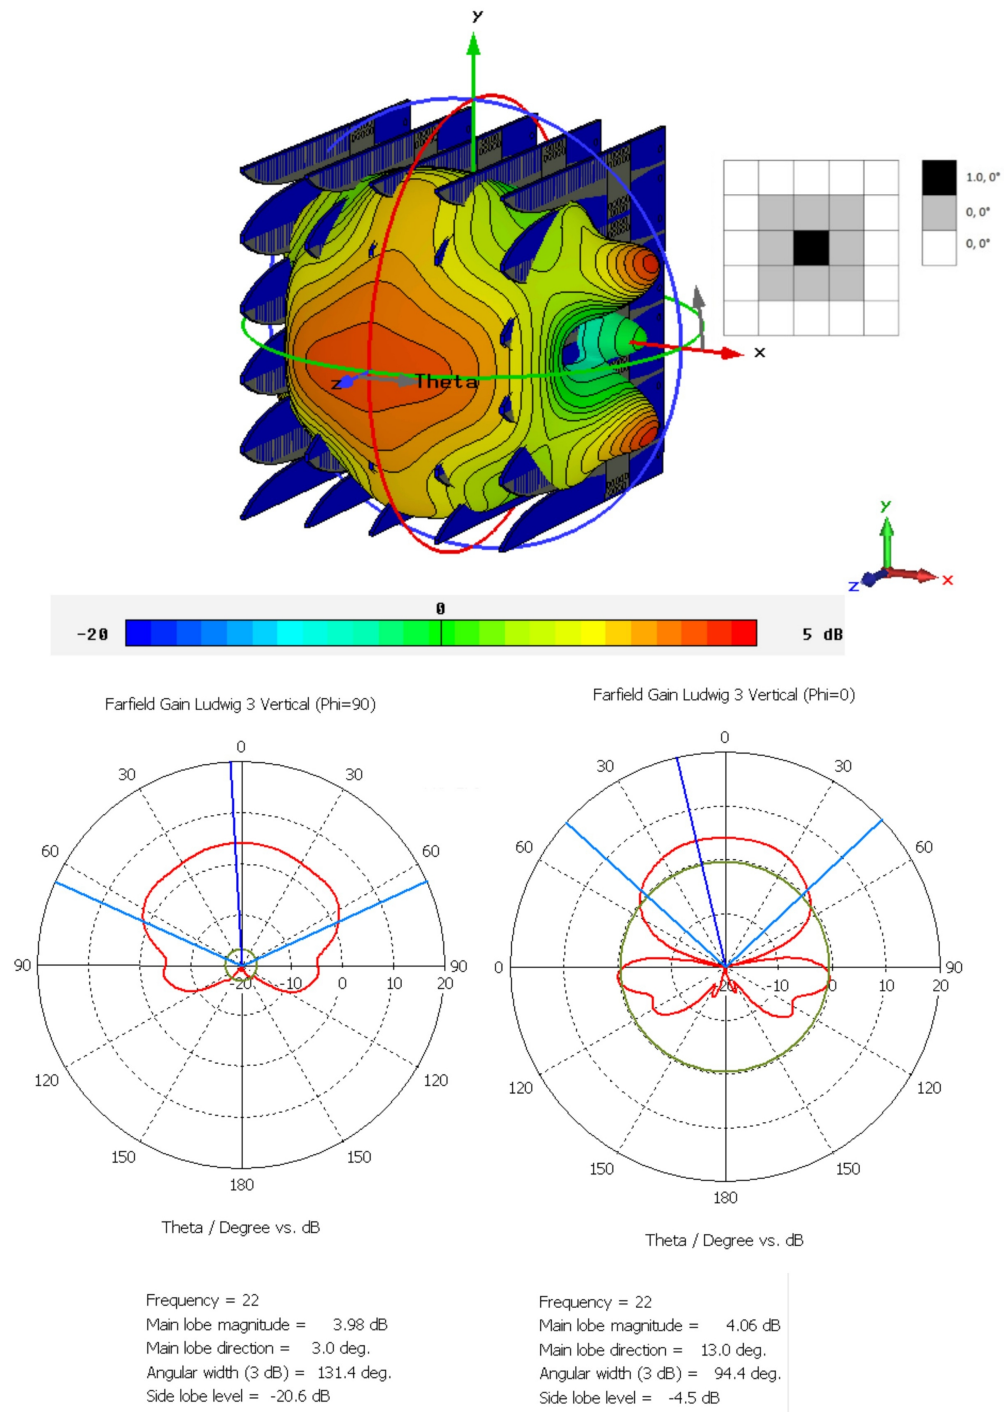 Y
1.0, 0°
0, 0°
0, 0°
x
z Theta
Y
z x
0
-20 5 dB
Farfield Gain Ludwig 3 Vertical (Phi=90)
0
30 30
60 60
90 -20 -10 0 10 20 90
120 120
150 150
180
Theta / Degree vs. dB
Frequency = 22
Main lobe magnitude = 3.98 dB
Main lobe direction = 3.0 deg.
Angular width (3 dB) = 131.4 deg.
Side lobe level = -20.6 dB
Farfield Gain Ludwig 3 Vertical (Phi=0)
0
30 30
60 60
0 -20 -10 0 10 20 90
120 120
150 150
180
Theta / Degree vs. dB
Frequency = 22
Main lobe magnitude = 4.06 dB
Main lobe direction = 13.0 deg.
Angular width (3 dB) = 94.4 deg.
Side lobe level = -4.5 dB